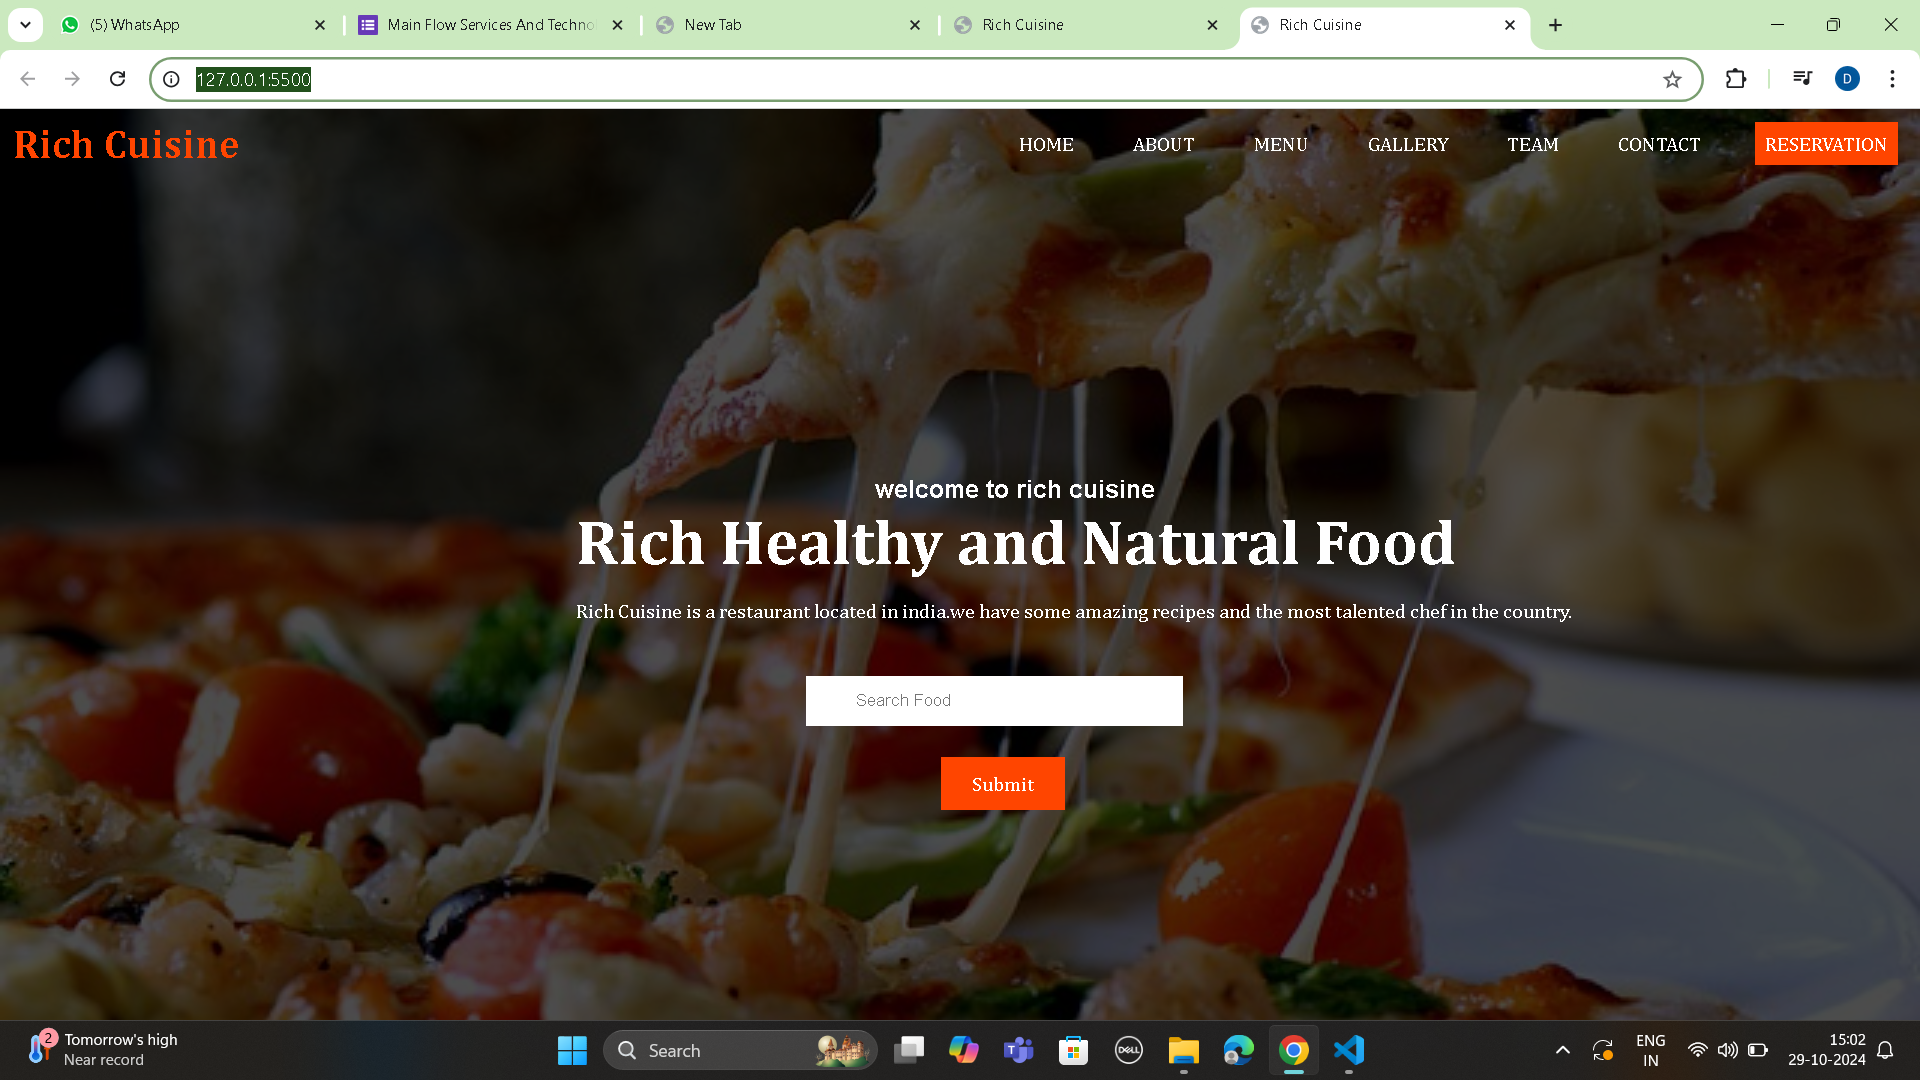 (5) WhatsApp
Main Flow Services And Techno
New Tab
Rich Cuisine
Rich Cuisine
127.0.0.1:5500
D
Rich Cuisine
HOME
ABOUT
MENU
GALLERY
TEAM
CONTACT
RESERVATION
welcome to rich cuisine
Rich Healthy and Natural Food
Rich Cuisine is a restaurant located in india.we have some amazing recipes and the most talented chef in the country.
Search Food
Submit
2
Tomorrow's high
Near record
Search
T
DELL
ENG
IN
15:02
29-10-2024